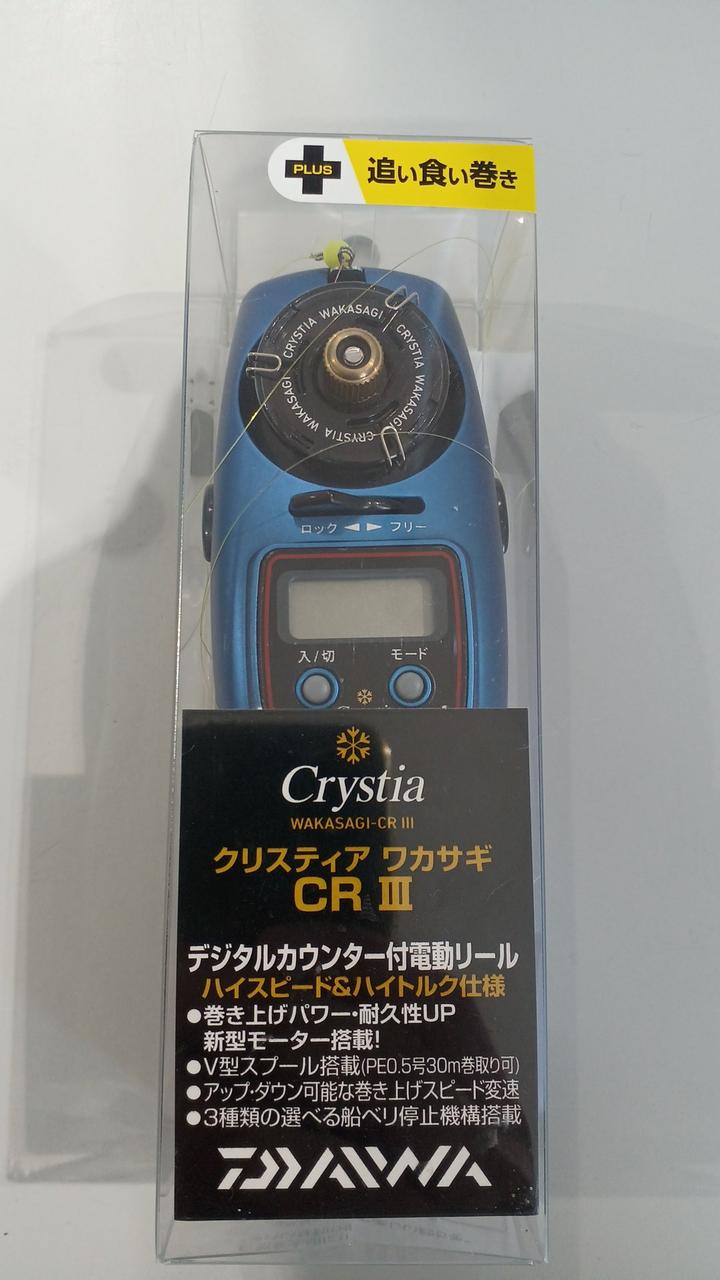 PLUS 追い食い巻き
CRYSTIA WAKASAGI CRYSTIA WAKASAGI CRYSTIA WAKASAGI
ロック ◀ ▶ フリー
入/切 モード
Crystia
WAKASAGI-CR III
クリスティア ワカサギ
CR III
デジタルカウンター付電動リール
ハイスピード&ハイトルク仕様
●巻き上げパワー・耐久性UP
新型モーター搭載!
●V型スプール搭載(PE0.5号30m巻取り可)
●アップ・ダウン可能な巻き上げスピード変速
●3種類の選べる船ベリ停止機構搭載
DAIWA